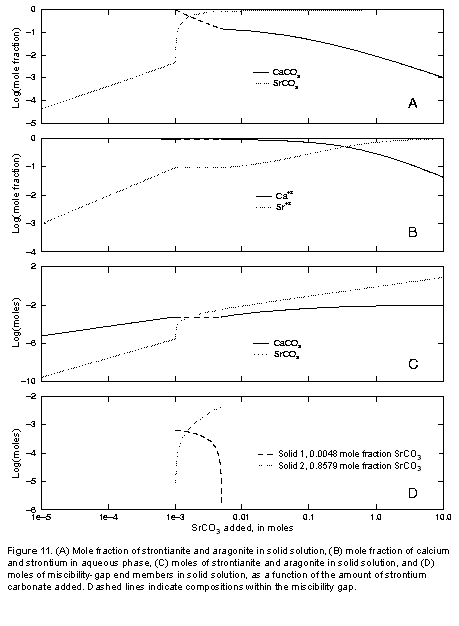 0
-1
-2
-3
-4
-5
Log(mole fraction)
CaCO3
SrCO3
A
0
-1
-2
-3
-4
Log(mole fraction)
Ca+2
Sr+2
B
2
-2
-6
-10
Log(moles)
CaCO3
SrCO3
C
-2
-3
-4
-5
-6
Log(moles)
Solid 1, 0.0048 mole fraction SrCO3
Solid 2, 0.8579 mole fraction SrCO3
D
1e-5 1e-4 1e-3 0.01 0.1 1.0 10.0
SrCO3 added, in moles
Figure 11. (A) Mole fraction of strontianite and aragonite in solid solution, (B) mole fraction of calcium
and strontium in aqueous phase, (C) moles of strontianite and aragonite in solid solution, and (D)
moles of miscibility-gap end members in solid solution, as a function of the amount of strontium
carbonate added. Dashed lines indicate compositions within the miscibility gap.